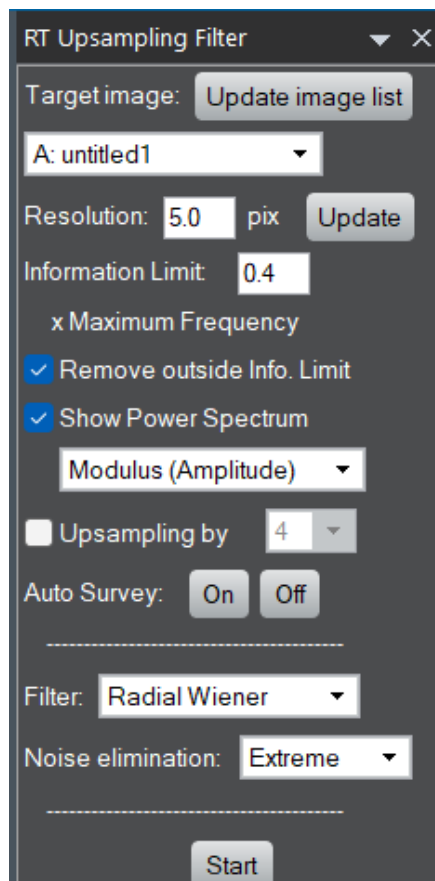 RT Upsampling Filter
Target image: Update image list
A: untitled1
Resolution: 5.0 pix Update
Information Limit: 0.4
x Maximum Frequency
Remove outside Info. Limit
Show Power Spectrum
Modulus (Amplitude)
Upsampling by 4
Auto Survey: On Off
--------------------------------------
Filter: Radial Wiener
Noise elimination: Extreme
--------------------------------------
Start